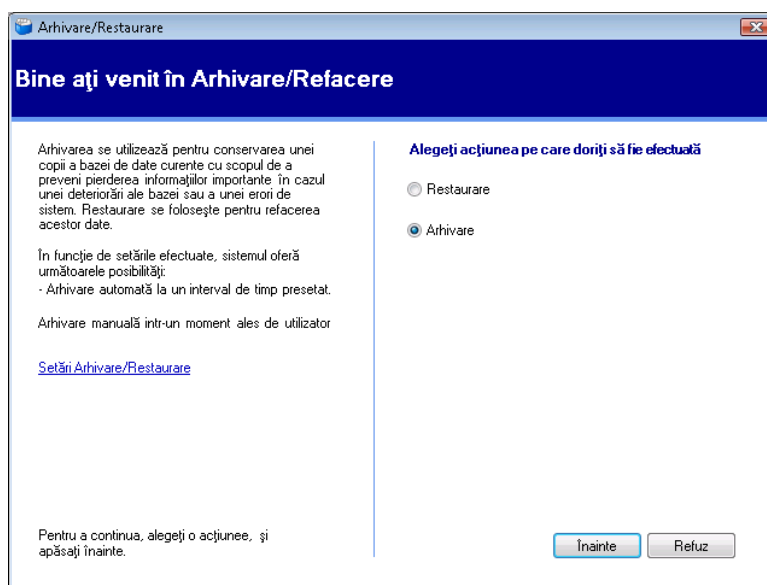 Arhivare/Restaurare
Bine aţi venit în Arhivare/Refacere
Arhivarea se utilizează pentru conservarea unei
copii a bazei de date curente cu scopul de a
preveni pierderea informaţiilor importante în cazul
unei deteriorări ale bazei sau a unei erori de
sistem. Restaurare se foloseşte pentru refacerea
acestor date.
În funcţie de setările efectuate, sistemul oferă
următoarele posibilităţi:
- Arhivare automată la un interval de timp presetat.
Arhivare manuală intr-un moment ales de utilizator
Setări Arhivare/Restaurare
Pentru a continua, alegeţi o acţiunee, şi
apăsaţi înainte.
Alegeţi acţiunea pe care doriţi să fie efectuată
Restaurare
Arhivare
Înainte
Refuz